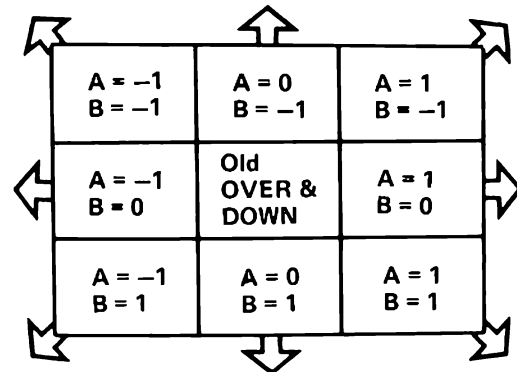 A = −1
B = −1
A = 0
B = −1
A = 1
B = −1
A = −1
B = 0
Old
OVER &
DOWN
A = 1
B = 0
A = −1
B = 1
A = 0
B = 1
A = 1
B = 1